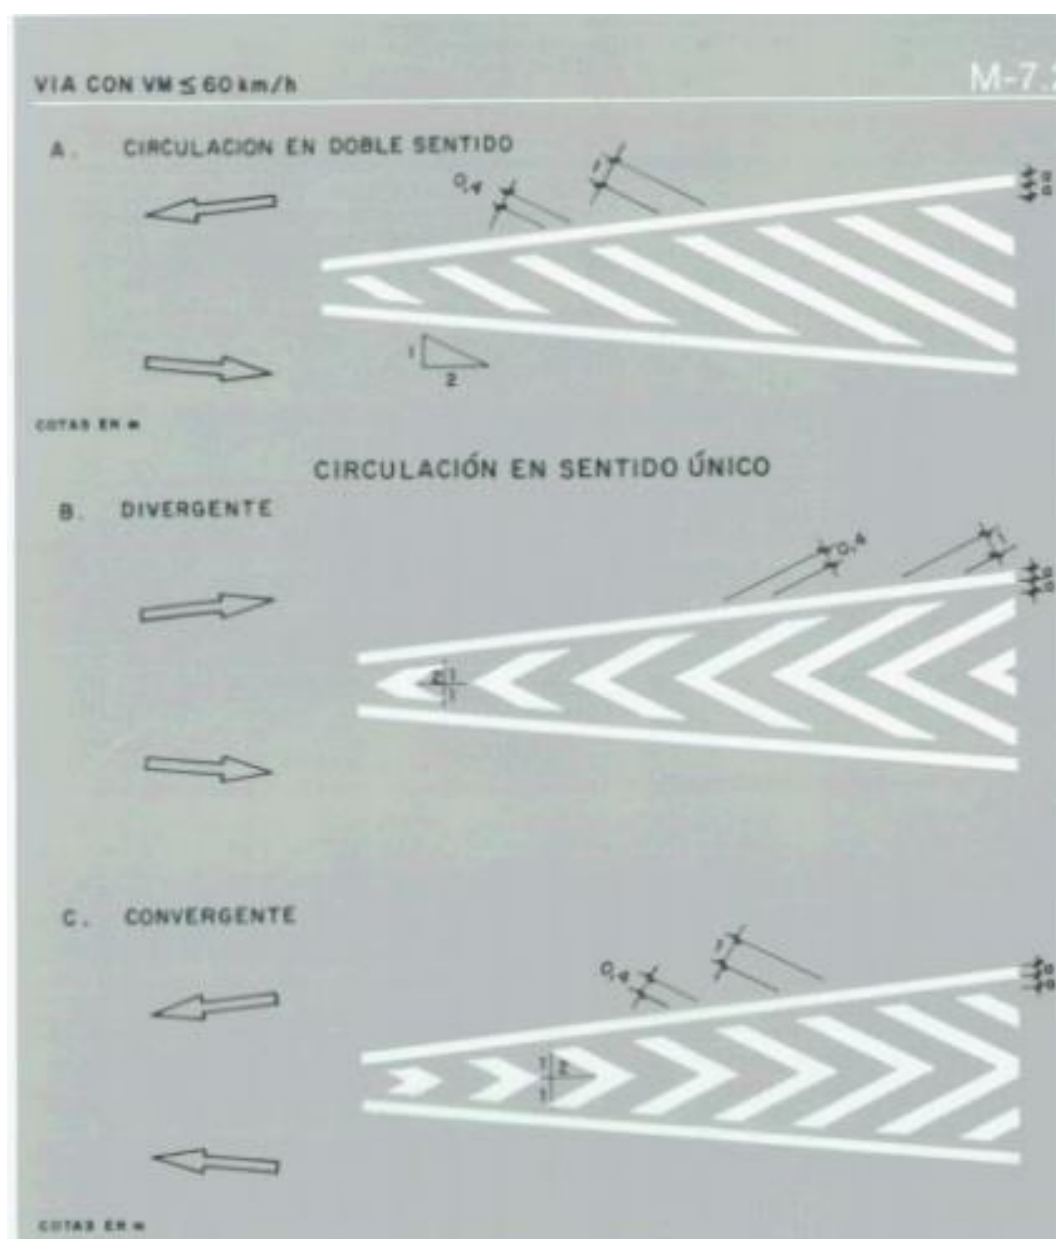 VIA CON VM ≤ 60 km/h
M-7.2
A. CIRCULACION EN DOBLE SENTIDO
0,4
1
1
2
COTAS EN m
CIRCULACIÓN EN SENTIDO ÚNICO
B. DIVERGENTE
0,4
1
2
1
1
C. CONVERGENTE
0,4
1
1
2
1
COTAS EN m